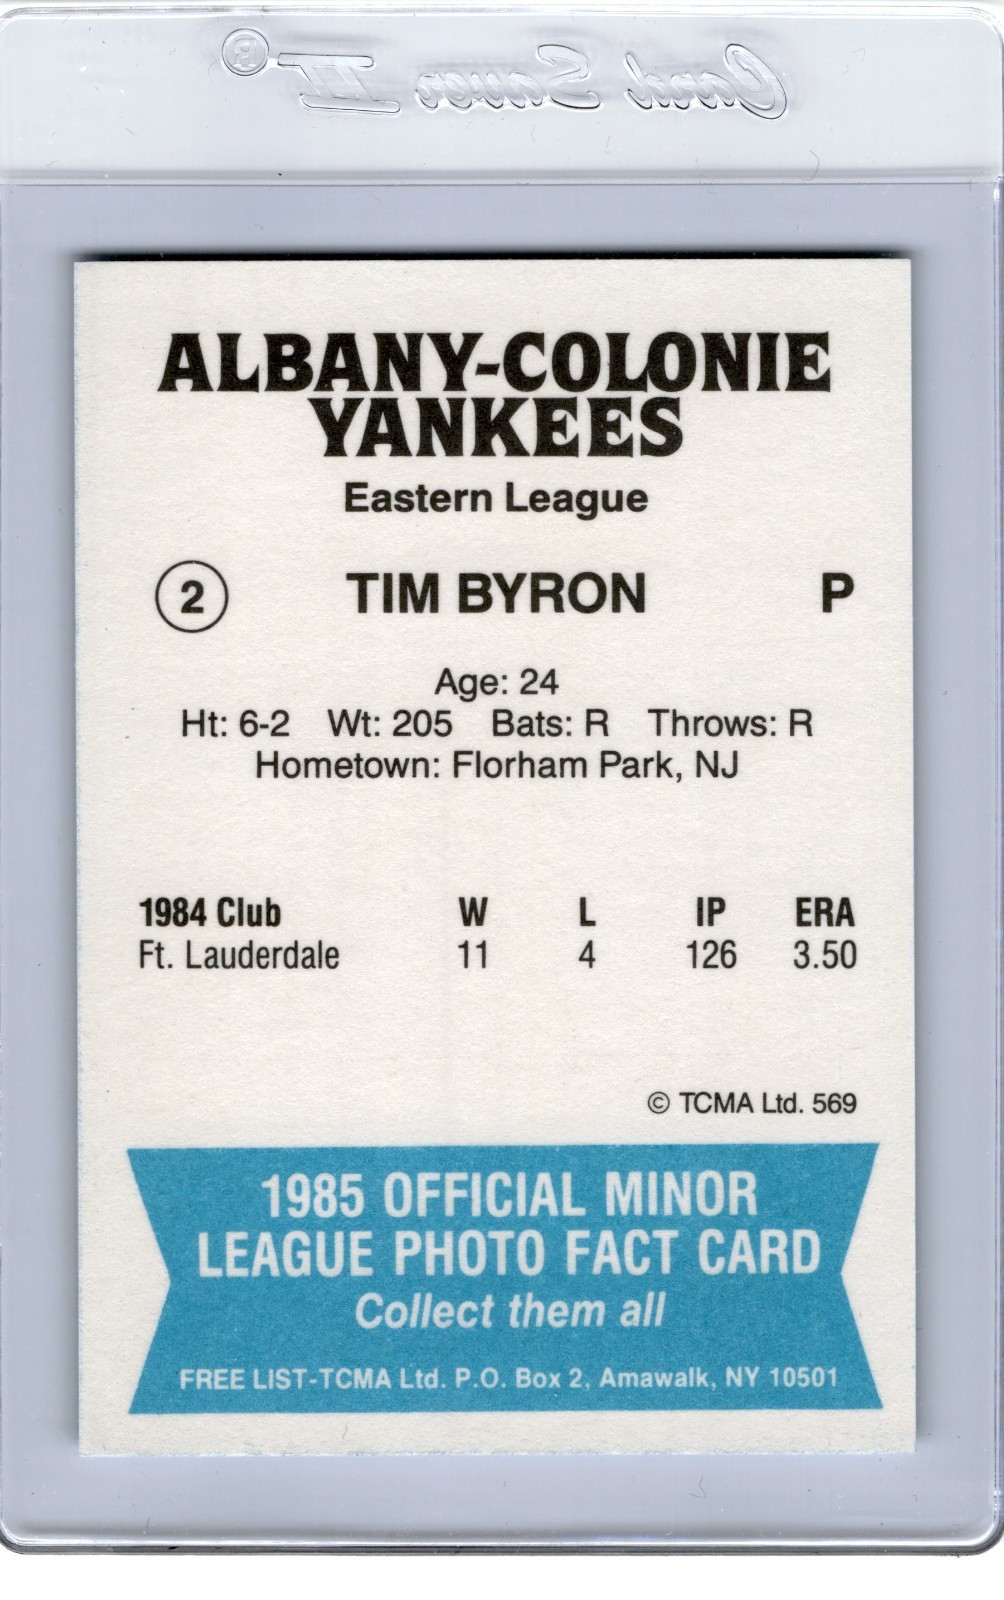 Card Saver II®
ALBANY-COLONIE
YANKEES
Eastern League
2 TIM BYRON P
Age: 24
Ht: 6-2 Wt: 205 Bats: R Throws: R
Hometown: Florham Park, NJ
1984 Club W L IP ERA
Ft. Lauderdale 11 4 126 3.50
© TCMA Ltd. 569
1985 OFFICIAL MINOR
LEAGUE PHOTO FACT CARD
Collect them all
FREE LIST-TCMA Ltd. P.O. Box 2, Amawalk, NY 10501